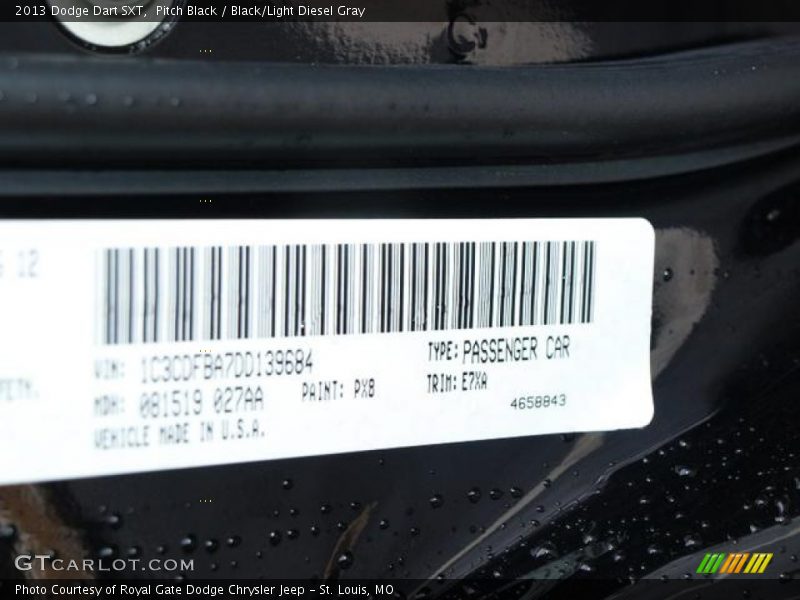 2013 Dodge Dart SXT,  Pitch Black / Black/Light Diesel Gray
G
12
VIN: 1C3CDFBA7DD139684
TYPE: PASSENGER CAR
MDH: 081519 027AA
PAINT: PX8
TRIM: E7XA
VEHICLE MADE IN U.S.A.
4658843
GTCARLOT.COM
Photo Courtesy of Royal Gate Dodge Chrysler Jeep – St. Louis, MO